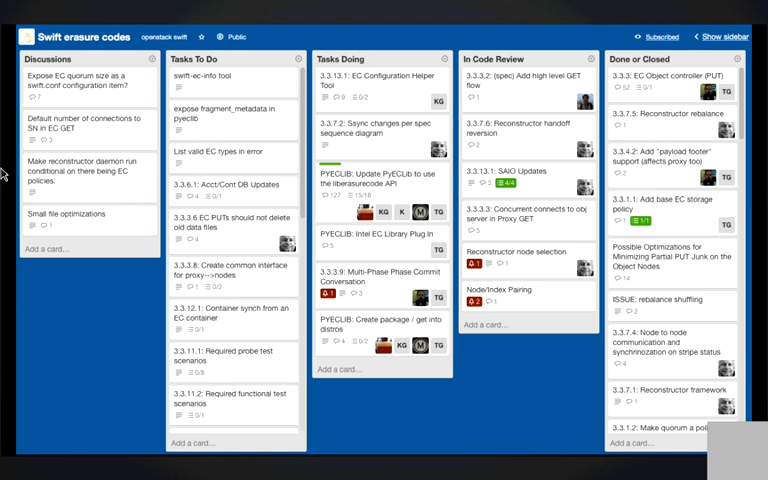 Swift erasure codes
openstack swift
Public
Subscribed
Show sidebar
Discussions
Expose EC quorum size as a
swift.conf configuration item?
7
Default number of connections to
SN in EC GET
3
Make reconstructor daemon run
conditional on there being EC
policies.
Small file optimizations
1
Add a card...
Tasks To Do
swift-ec-info tool
expose fragment_metadata in
pyeclib
List valid EC types in error
3.3.6.1: Acct/Cont DB Updates
4 0/1
3.3.3.6 EC PUTs should not delete
old data files
4
3.3.3.8: Create common interface
for proxy-->nodes
1 0/2
3.3.12.1: Container synch from an
EC container
0/1
3.3.11.1: Required probe test
scenarios
0/8
3.3.11.2: Required functional test
scenarios
0/1
Add a card...
Tasks Doing
3.3.13.1: EC Configuration Helper
Tool
9 0/2
KG
3.3.7.2: Ssync changes per spec
sequence diagram
PYECLIB: Update PyECLib to use
the liberasurecode API
127 15/18
KG K M TG
PYECLIB: Intel EC Library Plug In
5
TG
3.3.3.9: Multi-Phase Phase Commit
Conversation
1 3
TG
PYECLIB: Create package / get into
distros
4 0/2
KG M TG
Add a card...
In Code Review
3.3.3.2: (spec) Add high level GET
flow
1
3.3.7.6: Reconstructor handoff
reversion
2
3.3.13.1: SAIO Updates
3 4/4
3.3.3.3: Concurrent connects to obj
server in Proxy GET
5
Reconstructor node selection
1 1
Node/Index Pairing
2 1
Add a card...
Done or Closed
3.3.3: EC Object controller (PUT)
52 0/1
TG
3.3.7.5: Reconstructor rebalance
1
3.3.4.2: Add "payload footer"
support (affects proxy too)
2
TG
3.3.1.1: Add base EC storage
policy
1 1/1
TG
Possible Optimizations for
Minimizing Partial PUT Junk on the
Object Nodes
14
ISSUE: rebalance shuffling
2
3.3.7.4: Node to node
communication and
synchrinozation on stripe status
4
3.3.7.1: Reconstructor framework
1
3.3.1.2: Make quorum a
Add a card...